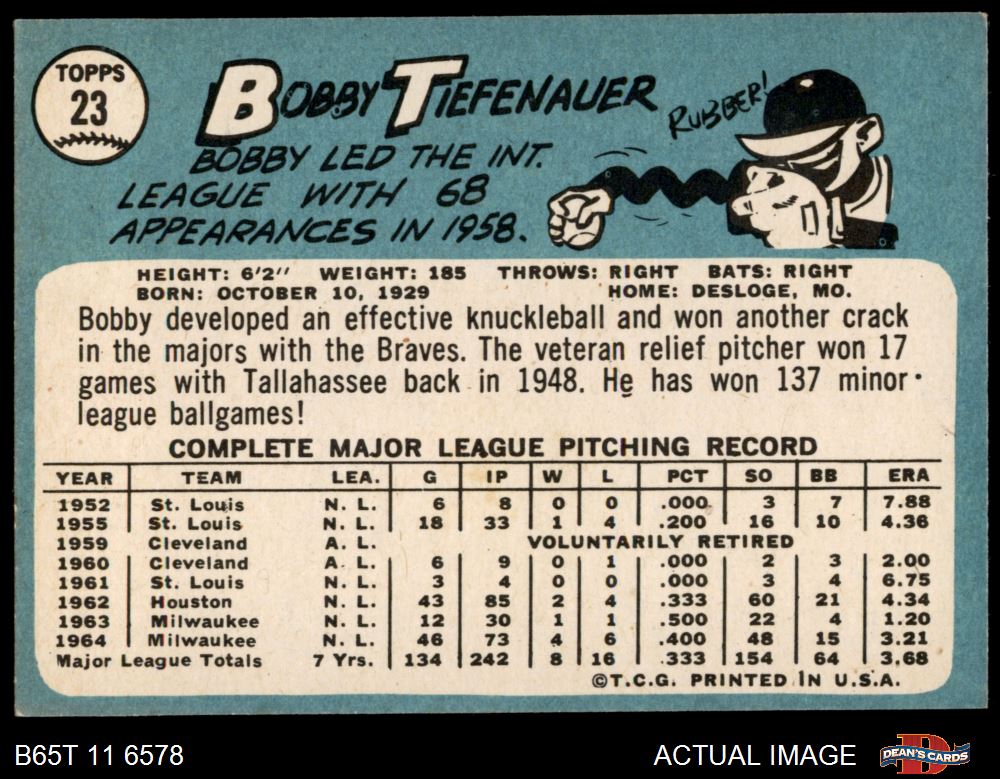 TOPPS
23
BOBBY TIEFENAUER
RUBBER!
BOBBY LED THE INT.
LEAGUE WITH 68
APPEARANCES IN 1958.
HEIGHT: 6'2" WEIGHT: 185 THROWS: RIGHT BATS: RIGHT
BORN: OCTOBER 10, 1929 HOME: DESLOGE, MO.
Bobby developed an effective knuckleball and won another crack
in the majors with the Braves. The veteran relief pitcher won 17
games with Tallahassee back in 1948. He has won 137 minor
league ballgames!
COMPLETE MAJOR LEAGUE PITCHING RECORD
YEAR TEAM LEA. G IP W L PCT SO BB ERA
1952 St. Louis N. L. 6 8 0 0 .000 3 7 7.88
1955 St. Louis N. L. 18 33 1 4 .200 16 10 4.36
1959 Cleveland A. L. VOLUNTARILY RETIRED
1960 Cleveland A. L. 6 9 0 1 .000 2 3 2.00
1961 St. Louis N. L. 3 4 0 0 .000 3 4 6.75
1962 Houston N. L. 43 85 2 4 .333 60 21 4.34
1963 Milwaukee N. L. 12 30 1 1 .500 22 4 1.20
1964 Milwaukee N. L. 46 73 4 6 .400 48 15 3.21
Major League Totals 7 Yrs. 134 242 8 16 .333 154 64 3.68
©T.C.G. PRINTED IN U.S.A.
B65T 11 6578 ACTUAL IMAGE DEAN'S CARDS